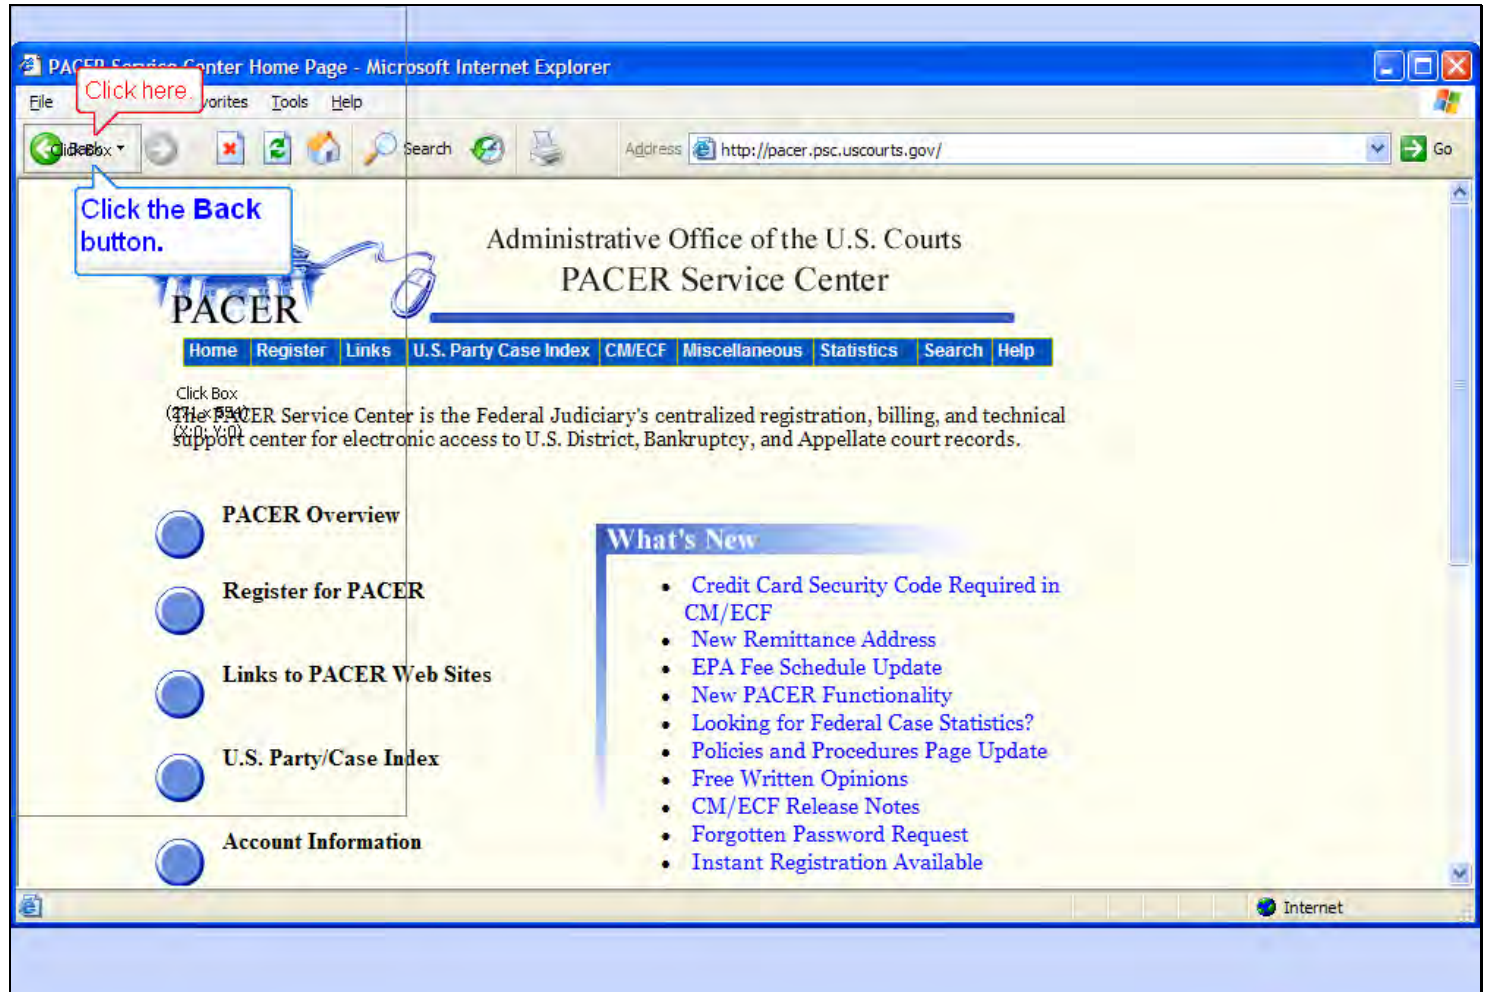 PACER Service Center Home Page - Microsoft Internet Explorer
Click here.
File vorites Tools Help
Back Click Box Search Address http://pacer.psc.uscourts.gov/ Go
Click the Back
button.
Administrative Office of the U.S. Courts
PACER Service Center
PACER
Home Register Links U.S. Party Case Index CM/ECF Miscellaneous Statistics Search Help
Click Box
The PACER Service Center is the Federal Judiciary's centralized registration, billing, and technical
(X:0; Y:0)
support center for electronic access to U.S. District, Bankruptcy, and Appellate court records.
PACER Overview
Register for PACER
Links to PACER Web Sites
U.S. Party/Case Index
Account Information
What's New
Credit Card Security Code Required in
CM/ECF
New Remittance Address
EPA Fee Schedule Update
New PACER Functionality
Looking for Federal Case Statistics?
Policies and Procedures Page Update
Free Written Opinions
CM/ECF Release Notes
Forgotten Password Request
Instant Registration Available
Internet